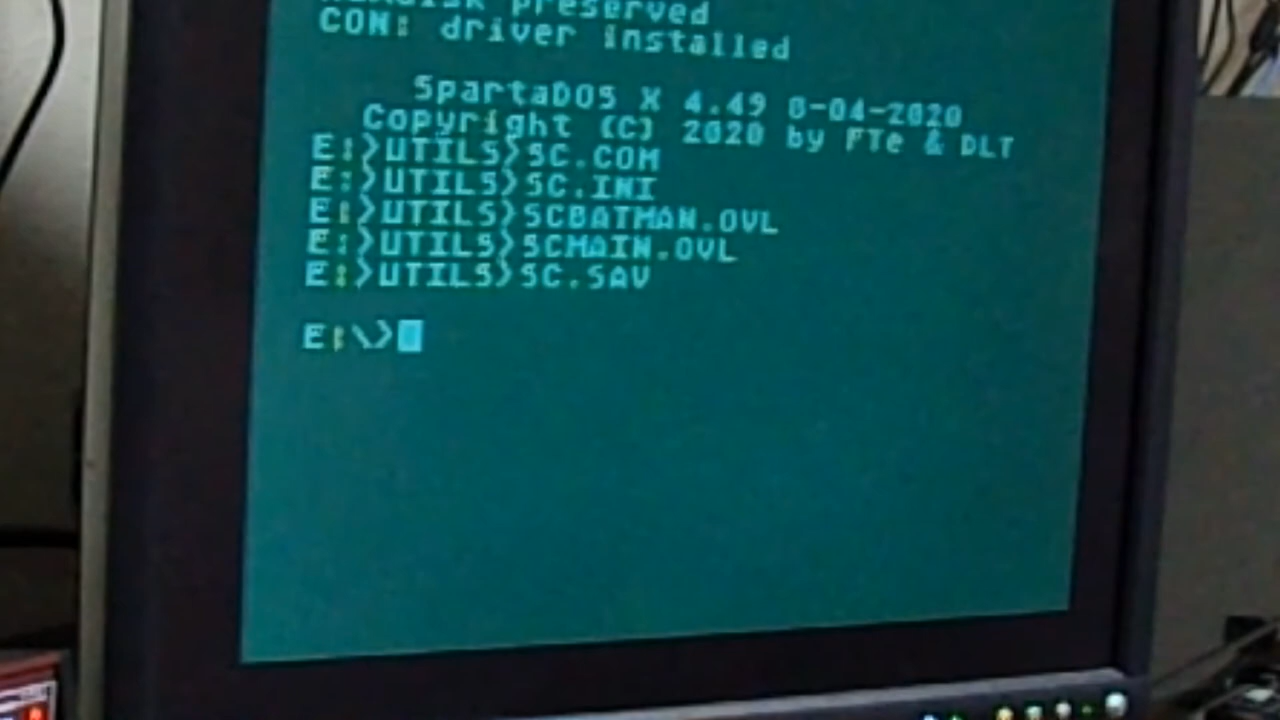 preserved
CON: driver installed
SpartaDOS X 4.49 8-04-2020
Copyright (C) 2020 by FTe & DLT
E:>UTILS>SC.COM
E:>UTILS>SC.INI
E:>UTILS>SCBATMAN.OVL
E:>UTILS>SCMAIN.OVL
E:>UTILS>SC.SAV
E:\>